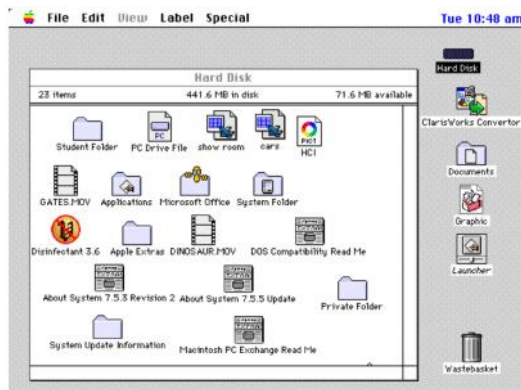 File Edit View Label Special Tue 10:48 am
Hard Disk
23 items 441.6 MB in disk 71.6 MB available
Hard Disk
Student Folder PC Drive File show room cars HCI
PC
PICT
ClarisWorks Convertor
GATES.MOV Applications Microsoft Office System Folder
Documents
Disinfectant 3.6 Apple Extras DINOSAUR.MOV DOS Compatibility Read Me
Graphic
About System 7.5.3 Revision 2 About System 7.5.5 Update
Private Folder
Launcher
System Update Information Macintosh PC Exchange Read Me
Wastebasket